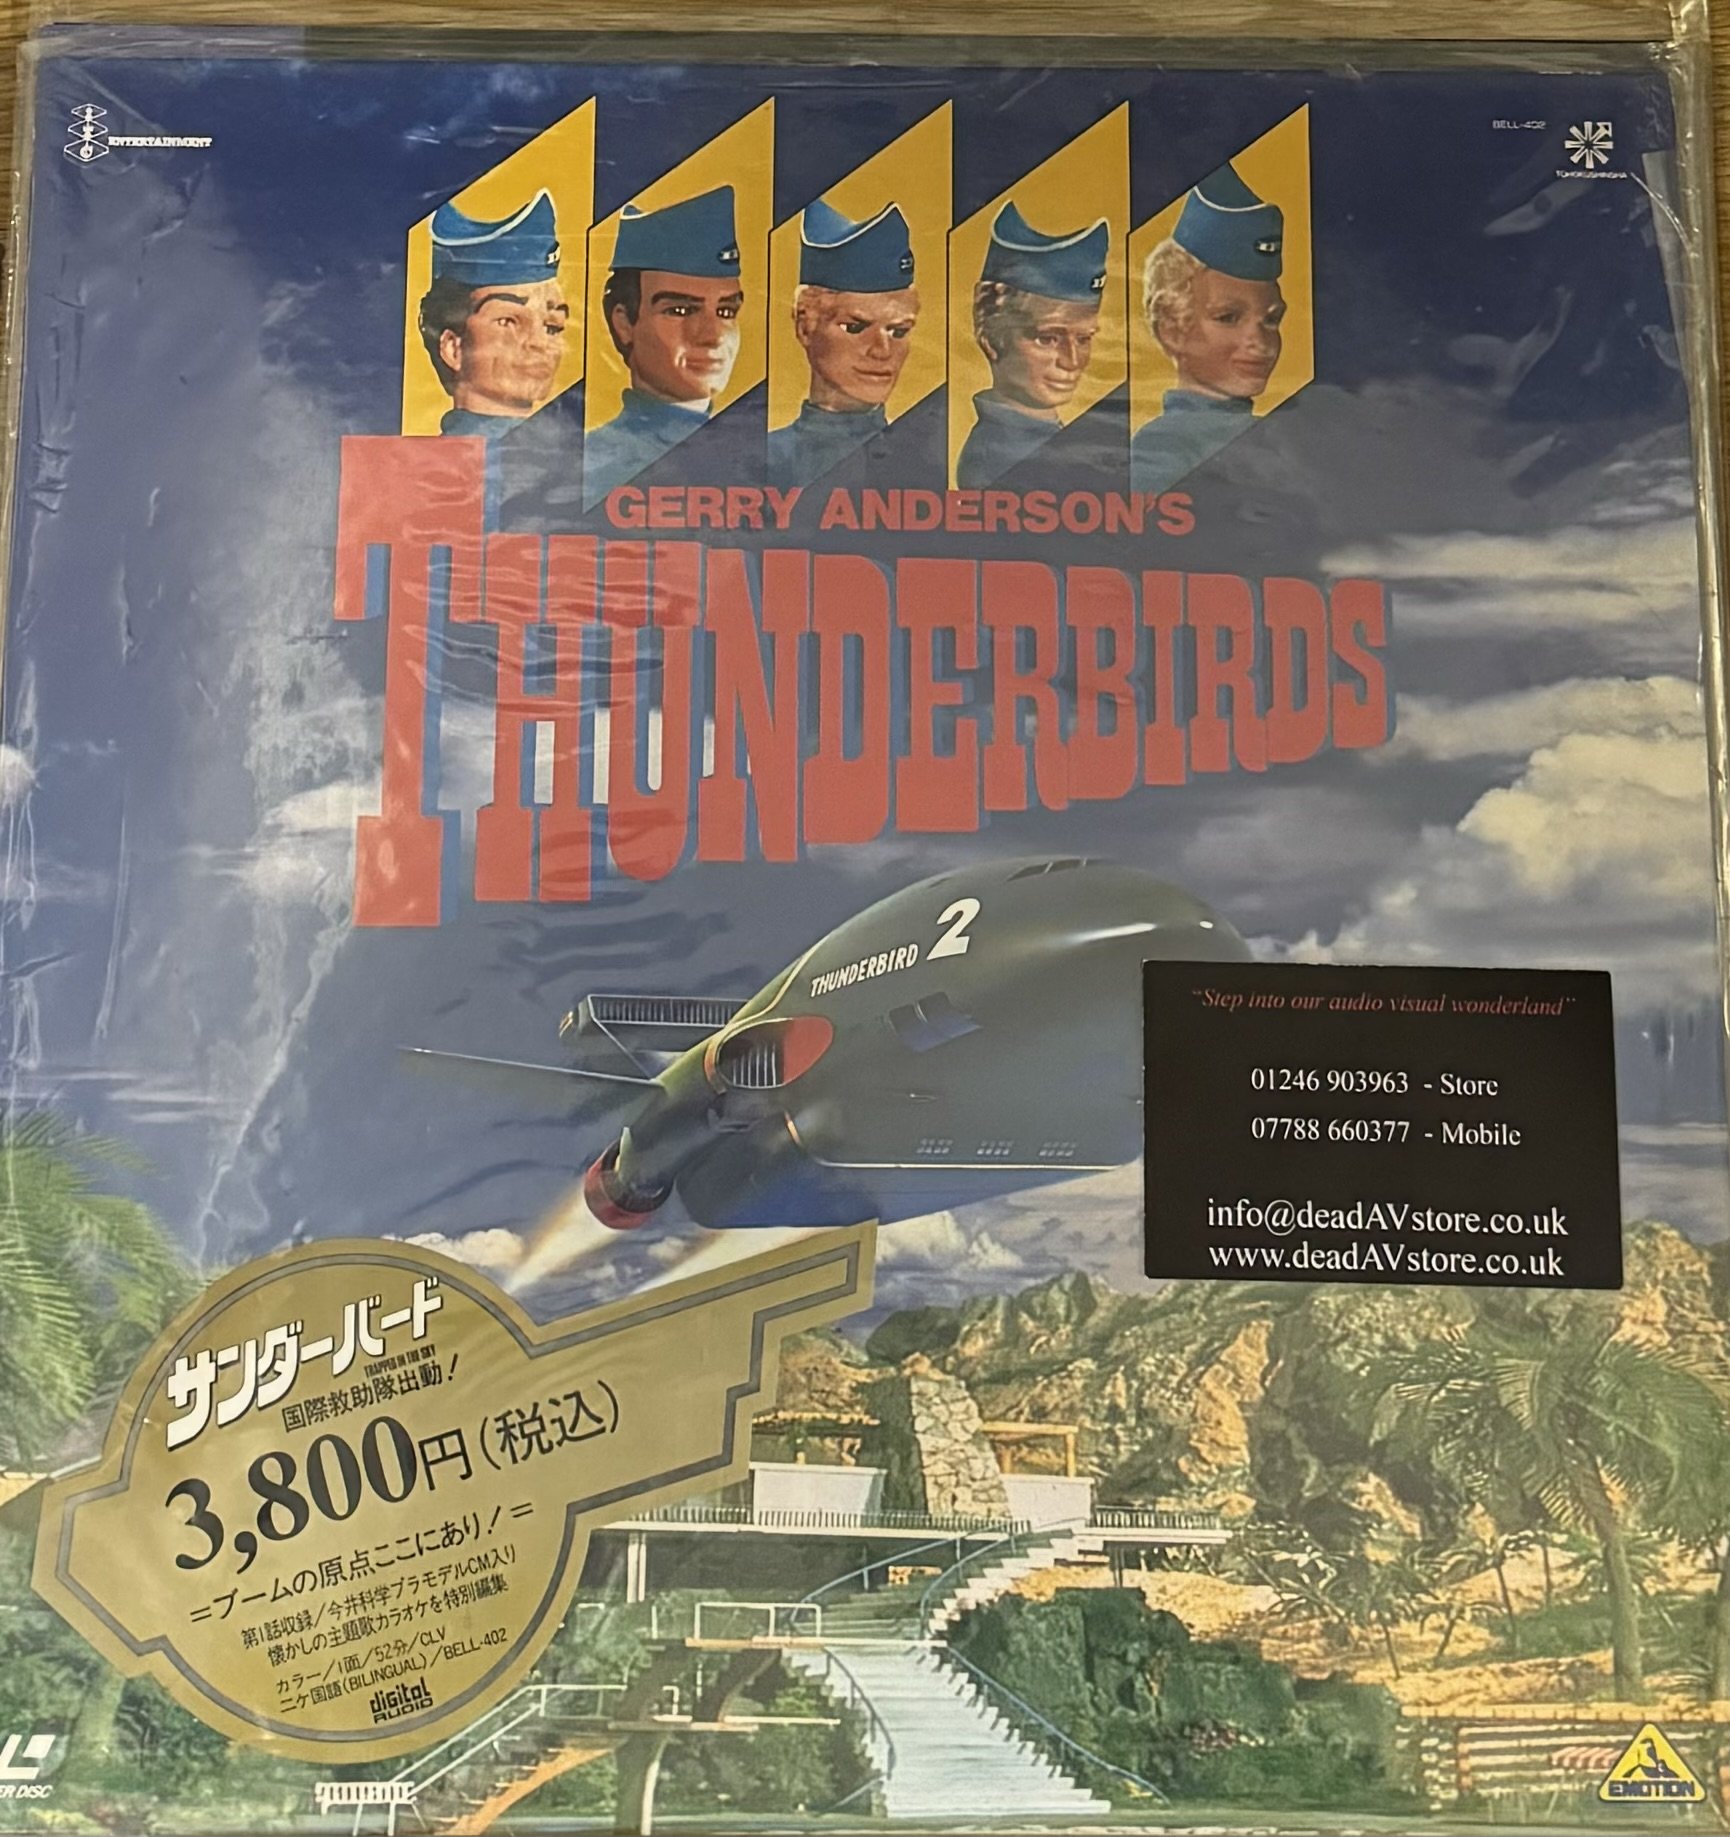 ITC
ENTERTAINMENT
BELL-402
TOHOKUSHINSHA
GERRY ANDERSON'S
THUNDERBIRDS
THUNDERBIRD 2
"Step into our audio visual wonderland"
01246 903963 - Store
07788 660377 - Mobile
info@deadAVstore.co.uk
www.deadAVstore.co.uk
サンダーバード
TRAPPED IN THE SKY
国際救助隊出動!
3,800円(税込)
=ブームの原点ここにあり!=
第1話収録/今井科学プラモデルCM入り
懐かしの主題歌カラオケを特別編集
カラー/1面/52分/CLV
二ケ国語(BILINGUAL)/BELL-402
digital
AUDIO
ER DISC
EMOTION